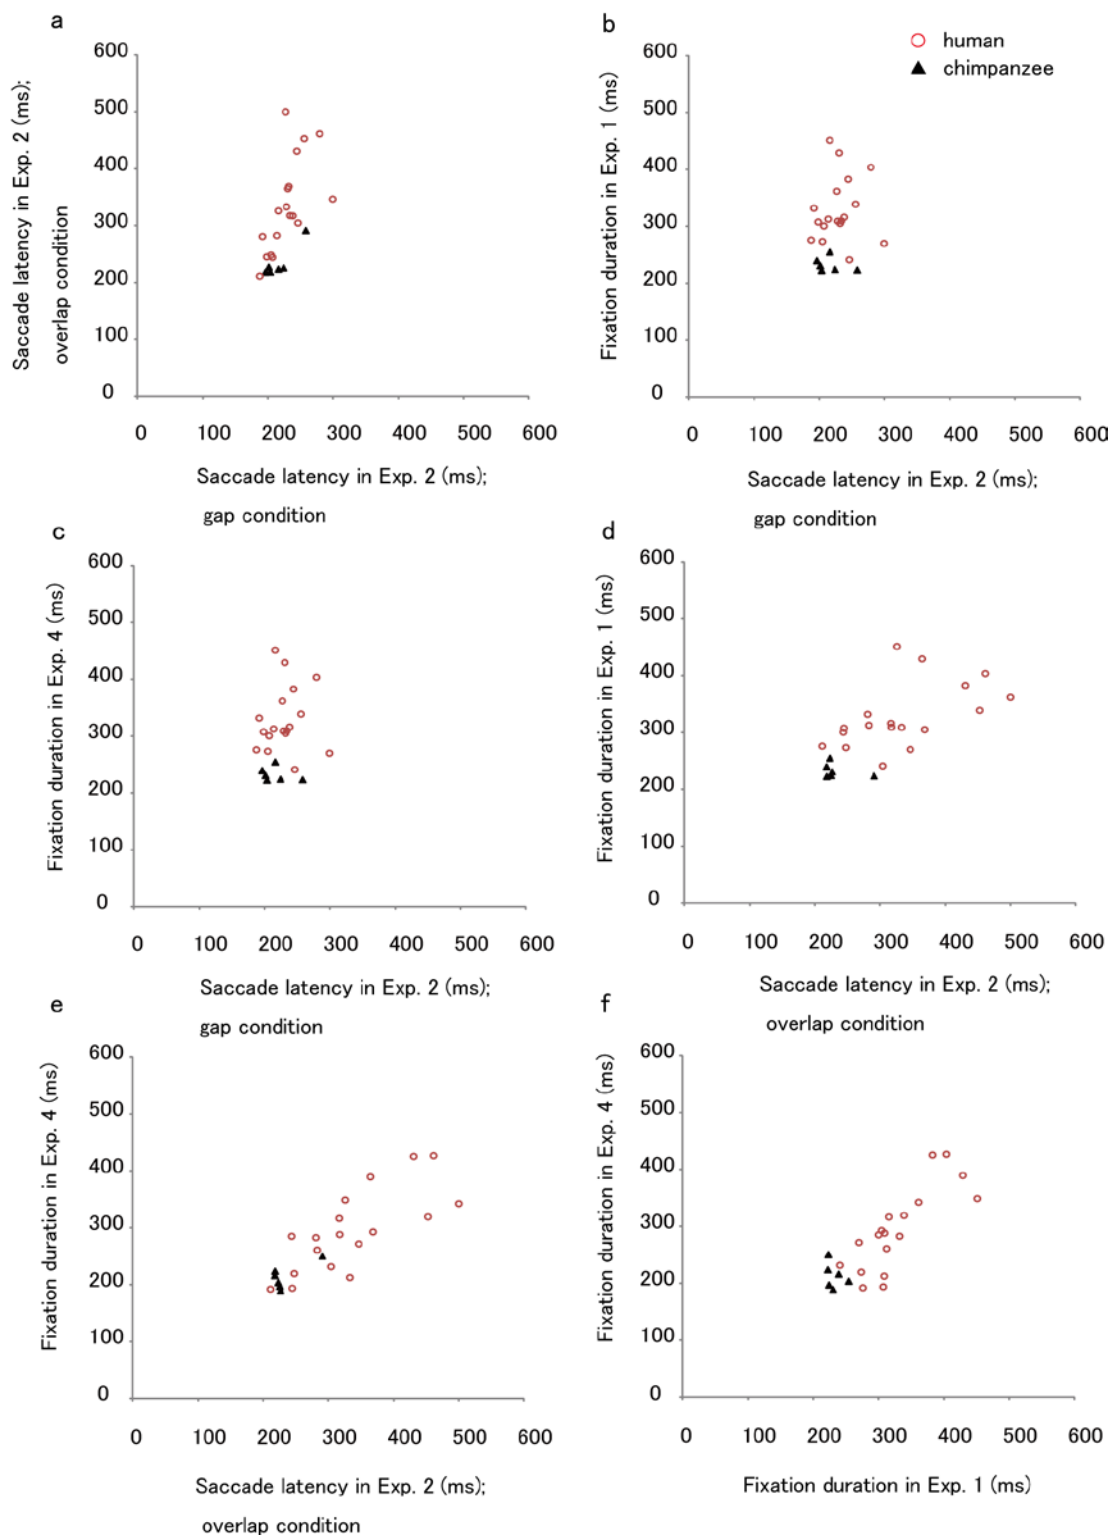 a
Saccade latency in Exp. 2 (ms);
overlap condition
600
500
400
300
200
100
0
0 100 200 300 400 500 600
Saccade latency in Exp. 2 (ms);
gap condition
b
human
chimpanzee
Fixation duration in Exp. 1 (ms)
600
500
400
300
200
100
0
0 100 200 300 400 500 600
Saccade latency in Exp. 2 (ms);
gap condition
c
Fixation duration in Exp. 4 (ms)
600
500
400
300
200
100
0
0 100 200 300 400 500 600
Saccade latency in Exp. 2 (ms);
gap condition
d
Fixation duration in Exp. 1 (ms)
600
500
400
300
200
100
0
0 100 200 300 400 500 600
Saccade latency in Exp. 2 (ms);
overlap condition
e
Fixation duration in Exp. 4 (ms)
600
500
400
300
200
100
0
0 100 200 300 400 500 600
Saccade latency in Exp. 2 (ms);
overlap condition
f
Fixation duration in Exp. 4 (ms)
600
500
400
300
200
100
0
0 100 200 300 400 500 600
Fixation duration in Exp. 1 (ms)